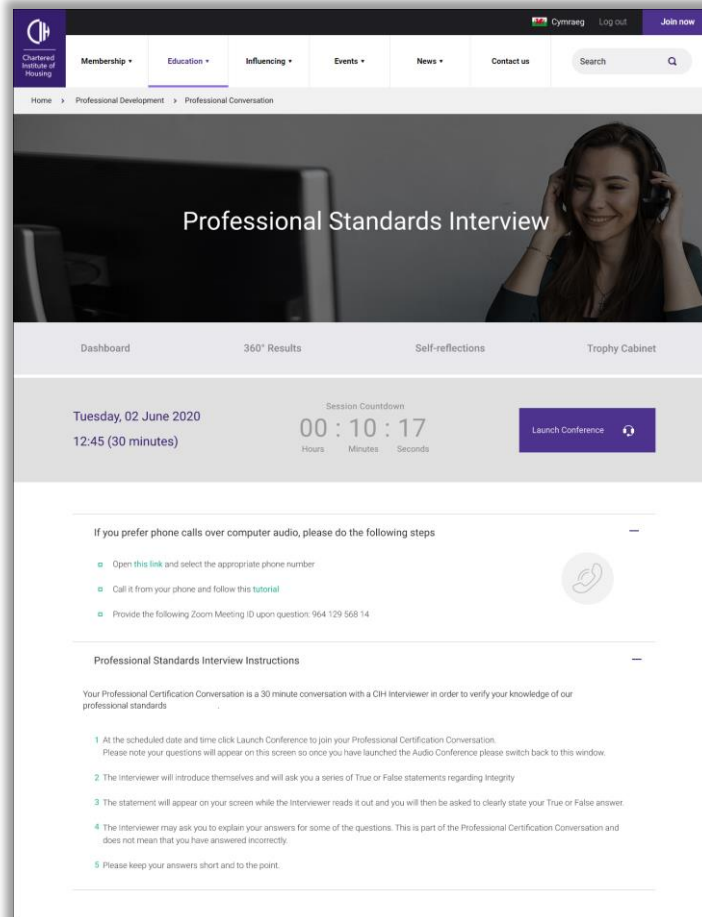 Cymraeg Log out Join now
CIH
Chartered
Institute of
Housing
Membership Education Influencing Events News Contact us Search
Home > Professional Development > Professional Conversation
Professional Standards Interview
Dashboard 360° Results Self-reflections Trophy Cabinet
Session Countdown
Tuesday, 02 June 2020
00 : 10 : 17
12:45 (30 minutes)
Hours Minutes Seconds
Launch Conference
If you prefer phone calls over computer audio, please do the following steps
Open this link and select the appropriate phone number
Call it from your phone and follow this tutorial
Provide the following Zoom Meeting ID upon question: 964 129 568 14
Professional Standards Interview Instructions
Your Professional Certification Conversation is a 30 minute conversation with a CIH Interviewer in order to verify your knowledge of our
professional standards .
1 At the scheduled date and time click Launch Conference to join your Professional Certification Conversation.
Please note your questions will appear on this screen so once you have launched the Audio Conference please switch back to this window.
2 The Interviewer will introduce themselves and will ask you a series of True or False statements regarding Integrity
3 The statement will appear on your screen while the Interviewer reads it out and you will then be asked to clearly state your True or False answer.
4 The Interviewer may ask you to explain your answers for some of the questions. This is part of the Professional Certification Conversation and
does not mean that you have answered incorrectly.
5 Please keep your answers short and to the point.